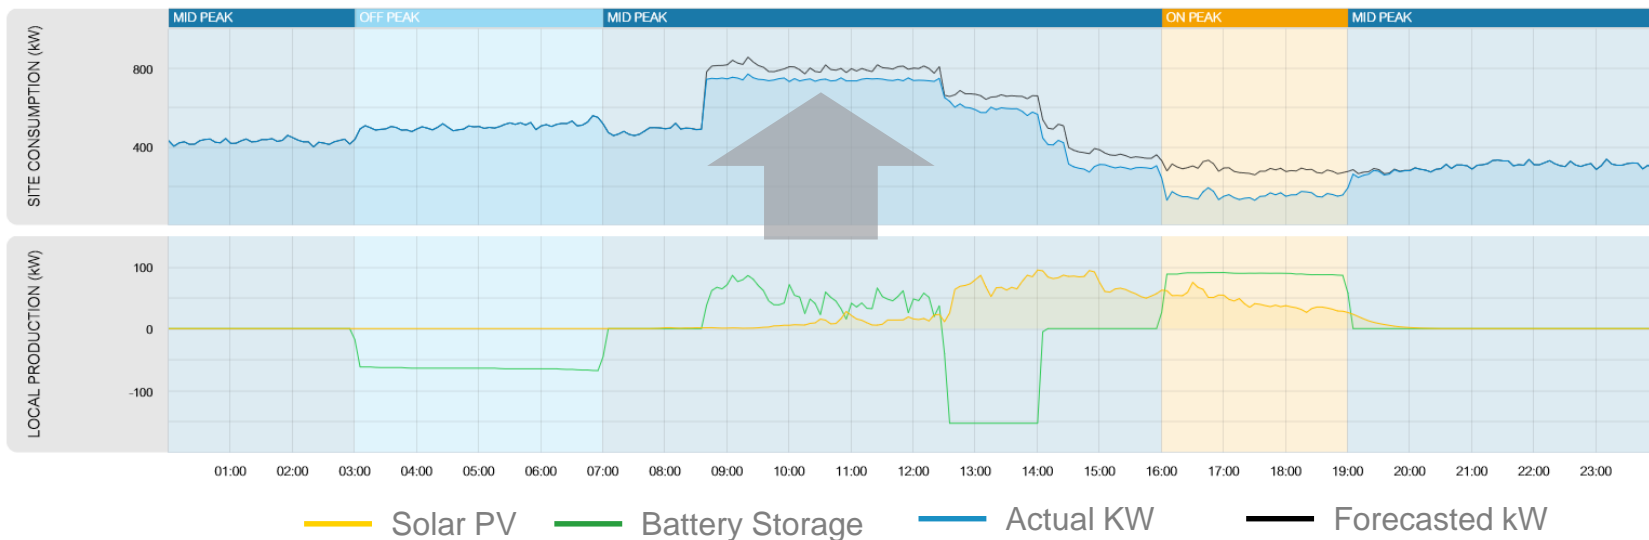 MID PEAK OFF PEAK MID PEAK ON PEAK MID PEAK
SITE CONSUMPTION (kW)
800
400
LOCAL PRODUCTION (kW)
100
0
-100
01:00 02:00 03:00 04:00 05:00 06:00 07:00 08:00 09:00 10:00 11:00 12:00 13:00 14:00 15:00 16:00 17:00 18:00 19:00 20:00 21:00 22:00 23:00
Solar PV Battery Storage Actual KW Forecasted kW